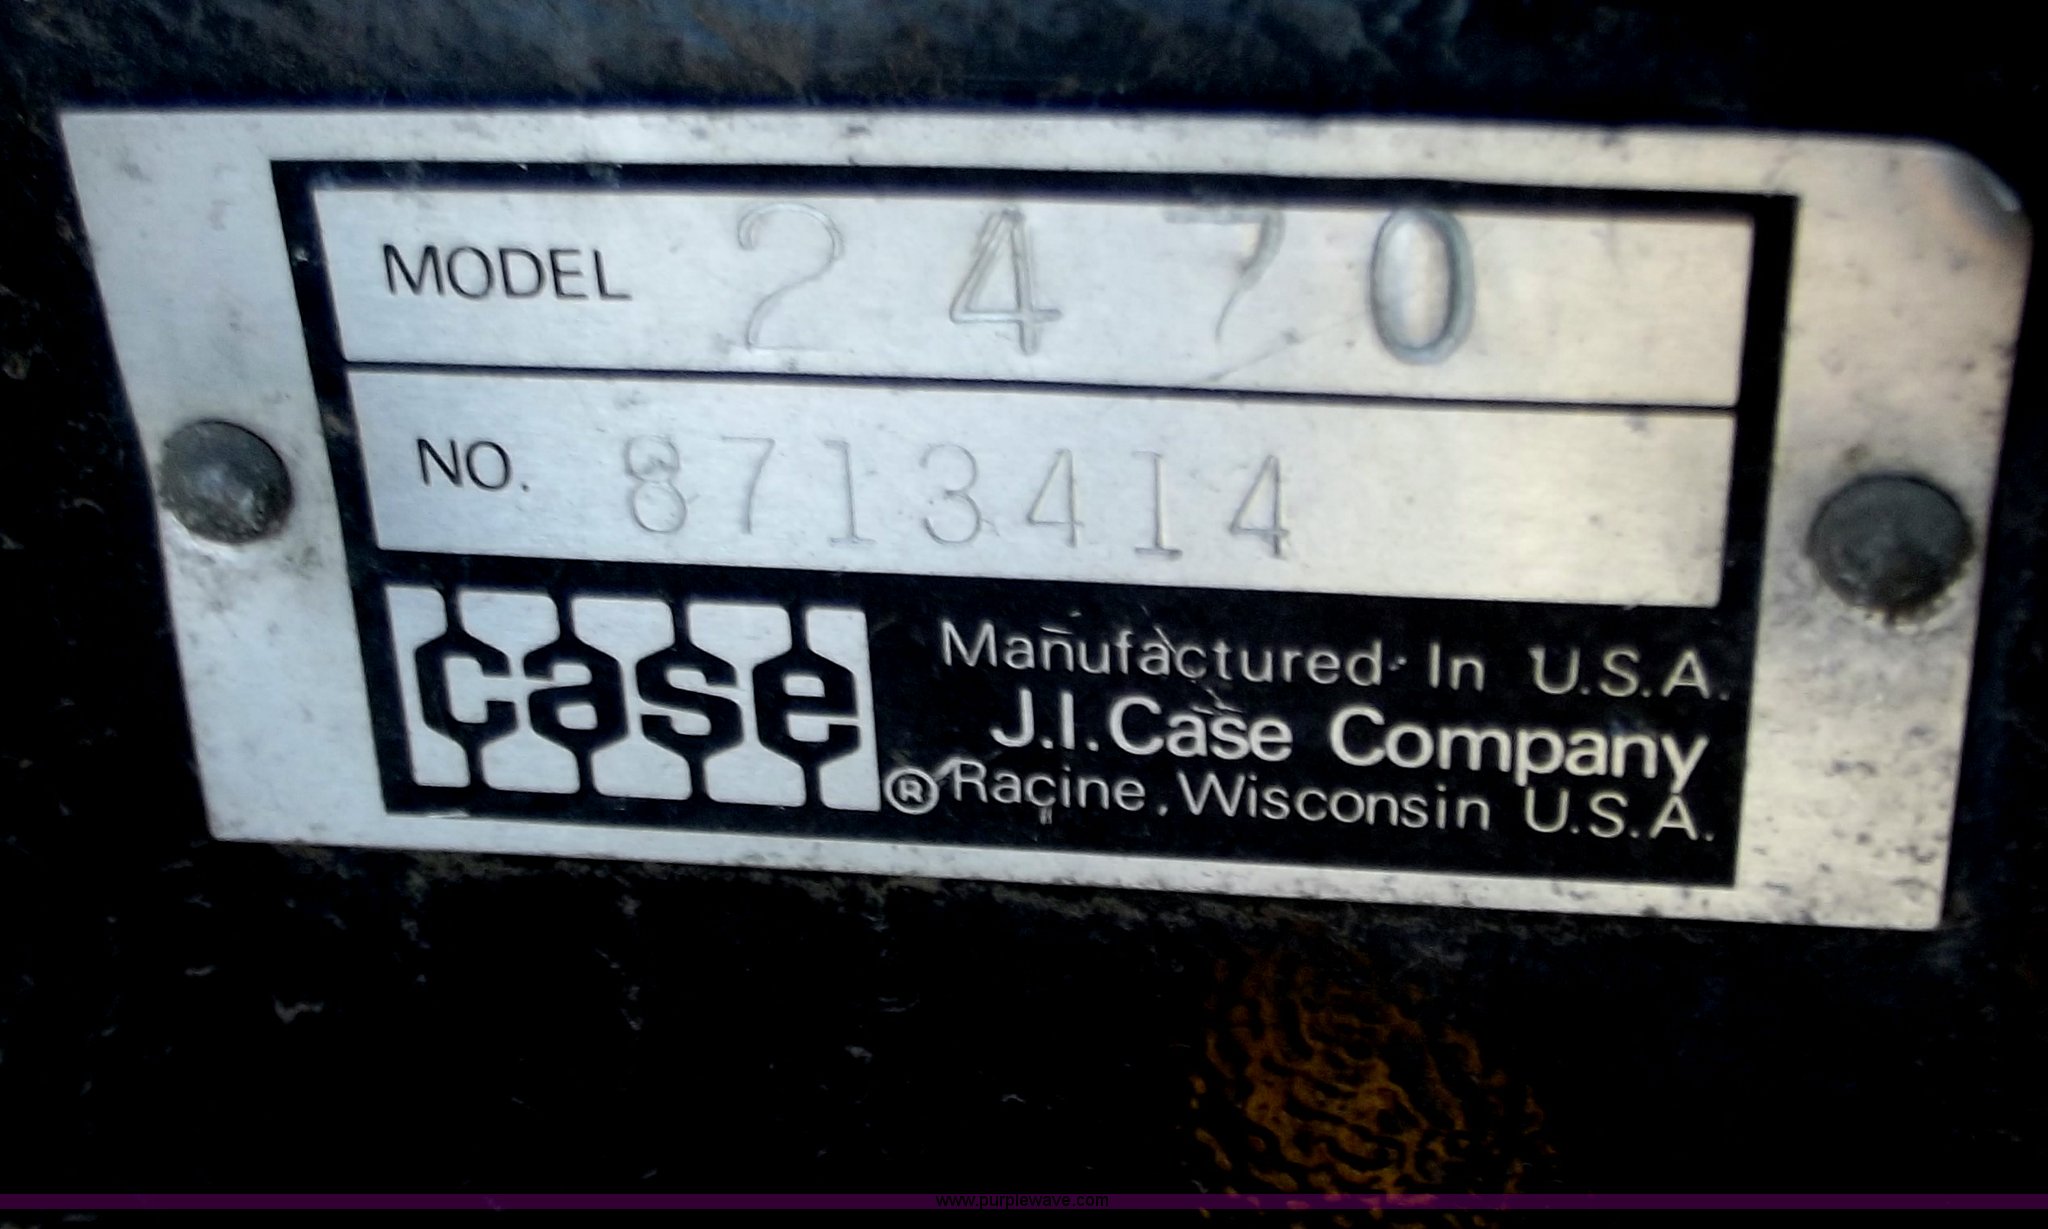 MODEL 2470
NO. 8713414
case
Manufactured In U.S.A.
J.I. Case Company
® Racine, Wisconsin U.S.A.
www.purplewave.com